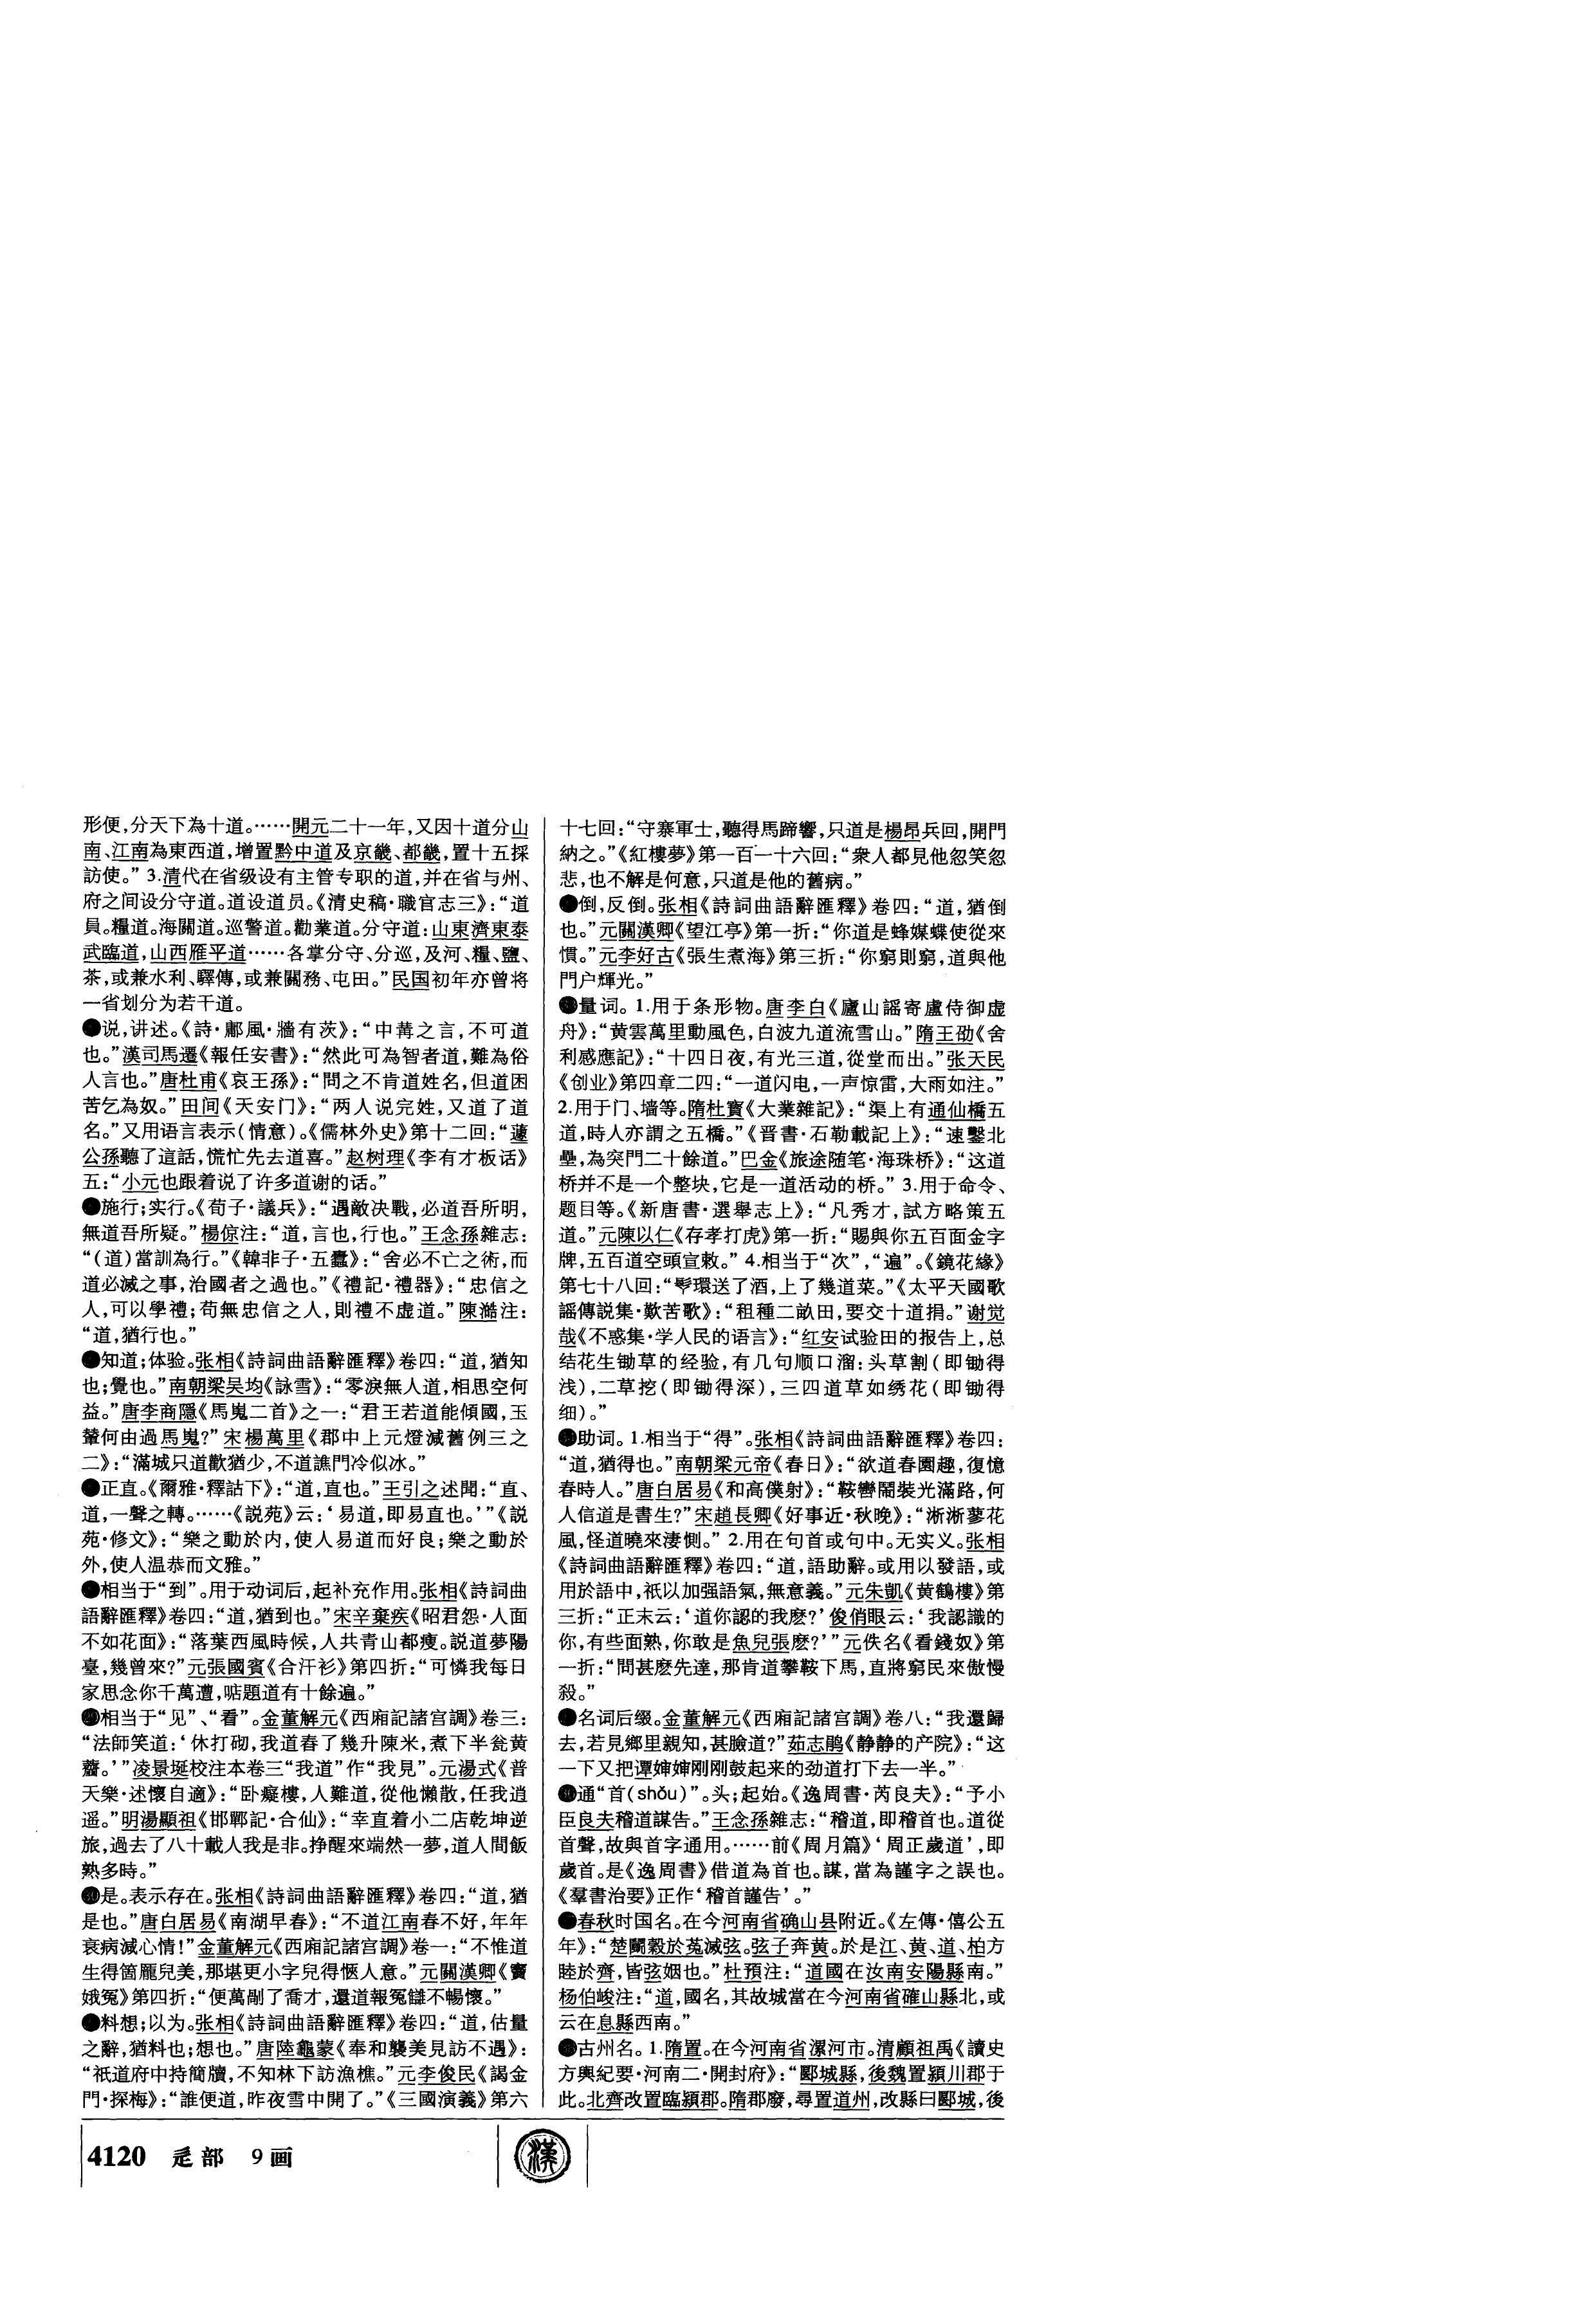 形便，分天下為十道。……開元二十一年，又因十道分山
南、江南為東西道，增置黔中道及京畿、都畿，置十五採
訪使。” 3.清代在省级设有主管专职的道，并在省与州、
府之间设分守道。道设道员。《清史稿·職官志三》：“道
員。糧道。海關道。巡警道。勸業道。分守道：山東濟東泰
武臨道，山西雁平道……各掌分守、分巡，及河、糧、鹽、
茶，或兼水利、驛傳，或兼關務、屯田。”民国初年亦曾将
一省划分为若干道。
●说，讲述。《詩·鄘風·牆有茨》：“中冓之言，不可道
也。”漢司馬遷《報任安書》：“然此可為智者道，難為俗
人言也。”唐杜甫《哀王孫》：“問之不肯道姓名，但道困
苦乞為奴。”田间《天安门》：“两人说完姓，又道了道
名。”又用语言表示（情意）。《儒林外史》第十二回：“蘧
公孫聽了這話，慌忙先去道喜。”赵树理《李有才板话》
五：“小元也跟着说了许多道谢的话。”
●施行；实行。《荀子·議兵》：“遇敵决戰，必道吾所明，
無道吾所疑。”楊倞注：“道，言也，行也。”王念孫雜志：
“（道）當訓為行。”《韓非子·五蠹》：“舍必不亡之術，而
道必滅之事，治國者之過也。”《禮記·禮器》：“忠信之
人，可以學禮；苟無忠信之人，則禮不虚道。”陳澔注：
“道，猶行也。”
●知道；体验。张相《詩詞曲語辭匯釋》卷四：“道，猶知
也；覺也。”南朝梁吴均《詠雪》：“零淚無人道，相思空何
益。”唐李商隱《馬嵬二首》之一：“君王若道能傾國，玉
輦何由過馬嵬？”宋楊萬里《郡中上元燈減舊例三之
二》：“滿城只道歡猶少，不道譙門冷似冰。”
●正直。《爾雅·釋詁下》：“道，直也。”王引之述聞：“直、
道，一聲之轉。……《説苑》云：‘易道，即易直也。’”《説
苑·修文》：“樂之動於内，使人易道而好良；樂之動於
外，使人温恭而文雅。”
●相当于“到”。用于动词后，起补充作用。张相《詩詞曲
語辭匯釋》卷四：“道，猶到也。”宋辛棄疾《昭君怨·人面
不如花面》：“落葉西風時候，人共青山都瘦。説道夢陽
臺，幾曾來？”元張國賓《合汗衫》第四折：“可憐我每日
家思念你千萬遭，啱題道有十餘遍。”
●相当于“见”、“看”。金董解元《西廂記諸宫調》卷三：
“法師笑道：‘休打砌，我道舂了幾升陳米，煮下半瓮黄
虀。’”凌景埏校注本卷三“我道”作“我見”。元湯式《普
天樂·述懷自適》：“卧癡樓，人難道，從他懶散，任我逍
遥。”明湯顯祖《邯鄲記·合仙》：“幸直着小二店乾坤逆
旅，過去了八十載人我是非。挣醒來端然一夢，道人間飯
熟多時。”
●是。表示存在。张相《詩詞曲語辭匯釋》卷四：“道，猶
是也。”唐白居易《南湖早春》：“不道江南春不好，年年
衰病減心情！”金董解元《西廂記諸宫調》卷一：“不惟道
生得箇龐兒美，那堪更小字兒得愜人意。”元關漢卿《竇
娥冤》第四折：“便萬剮了喬才，還道報冤讎不暢懷。”
●料想；以为。张相《詩詞曲語辭匯釋》卷四：“道，估量
之辭，猶料也；想也。”唐陸龜蒙《奉和襲美見訪不遇》：
“衹道府中持簡牘，不知林下訪漁樵。”元李俊民《謁金
門·探梅》：“誰便道，昨夜雪中開了。”《三國演義》第六
十七回：“守寨軍士，聽得馬蹄響，只道是楊昂兵回，開門
納之。”《紅樓夢》第一百一十六回：“衆人都見他忽笑忽
悲，也不解是何意，只道是他的舊病。”
●倒，反倒。张相《詩詞曲語辭匯釋》卷四：“道，猶倒
也。”元關漢卿《望江亭》第一折：“你道是蜂媒蝶使從來
慣。”元李好古《張生煮海》第三折：“你窮則窮，道與他
門户輝光。”
●量词。1.用于条形物。唐李白《廬山謡寄盧侍御虚
舟》：“黄雲萬里動風色，白波九道流雪山。”隋王劭《舍
利感應記》：“十四日夜，有光三道，從堂而出。”张天民
《创业》第四章二四：“一道闪电，一声惊雷，大雨如注。”
2.用于门、墙等。隋杜寶《大業雜記》：“渠上有通仙橋五
道，時人亦謂之五橋。”《晋書·石勒載記上》：“速鑿北
壘，為突門二十餘道。”巴金《旅途随笔·海珠桥》：“这道
桥并不是一个整块，它是一道活动的桥。” 3.用于命令、
题目等。《新唐書·選舉志上》：“凡秀才，試方略策五
道。”元陳以仁《存孝打虎》第一折：“賜與你五百面金字
牌，五百道空頭宣敕。” 4.相当于“次”，“遍”。《鏡花緣》
第七十八回：“丫環送了酒，上了幾道菜。”《太平天國歌
謡傳説集·歎苦歌》：“租種二畝田，要交十道捐。”谢觉
哉《不惑集·学人民的语言》：“红安试验田的报告上，总
结花生锄草的经验，有几句顺口溜：头草割（即锄得
浅），二草挖（即锄得深），三四道草如绣花（即锄得
细）。”
●助词。1.相当于“得”。张相《詩詞曲語辭匯釋》卷四：
“道，猶得也。”南朝梁元帝《春日》：“欲道春園趣，復憶
春時人。”唐白居易《和高僕射》：“鞍轡鬧裝光滿路，何
人信道是書生？”宋趙長卿《好事近·秋晚》：“淅淅蓼花
風，怪道曉來淒惻。” 2.用在句首或句中。无实义。张相
《詩詞曲語辭匯釋》卷四：“道，語助辭。或用以發語，或
用於語中，衹以加强語氣，無意義。”元朱凱《黄鶴樓》第
三折：“正末云：‘道你認的我麽？’俊俏眼云：‘我認識的
你，有些面熟，你敢是魚兒張麽？’”元佚名《看錢奴》第
一折：“問甚麽先達，那肯道攀鞍下馬，直將窮民來傲慢
殺。”
●名词后缀。金董解元《西廂記諸宫調》卷八：“我還歸
去，若見鄉里親知，甚臉道？”茹志鹃《静静的产院》：“这
一下又把谭婶婶刚刚鼓起来的劲道打下去一半。”
●通“首（shǒu）”。头；起始。《逸周書·芮良夫》：“予小
臣良夫稽道謀告。”王念孫雜志：“稽道，即稽首也。道從
首聲，故與首字通用。……前《周月篇》‘周正歲道’，即
歲首。是《逸周書》借道為首也。謀，當為謹字之誤也。
《羣書治要》正作‘稽首謹告’。”
●春秋时国名。在今河南省确山县附近。《左傳·僖公五
年》：“楚鬭穀於菟滅弦。弦子奔黄。於是江、黄、道、柏方
睦於齊，皆弦姻也。”杜預注：“道國在汝南安陽縣南。”
杨伯峻注：“道，國名，其故城當在今河南省確山縣北，或
云在息縣西南。”
●古州名。1.隋置。在今河南省漯河市。清顧祖禹《讀史
方輿紀要·河南二·開封府》：“郾城縣，後魏置潁川郡于
此。北齊改置臨潁郡。隋郡廢，尋置道州，改縣曰郾城，後
4120 辵部 9画
漢